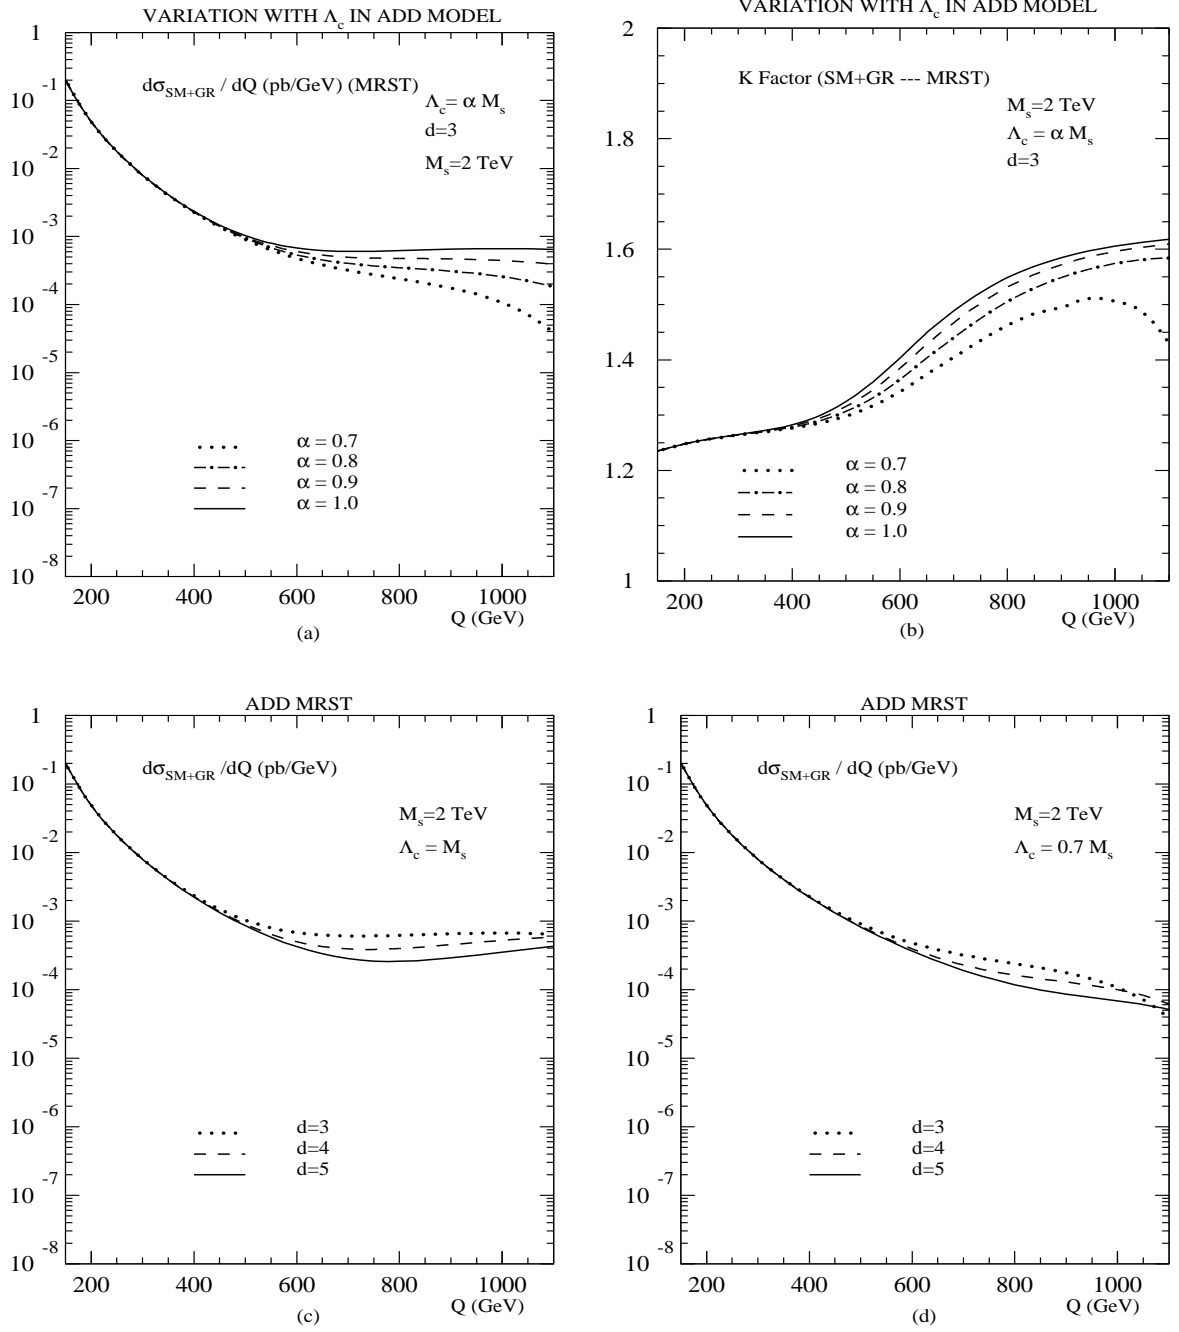 VARIATION WITH Λc IN ADD MODEL
dσSM+GR / dQ (pb/GeV) (MRST)
Λc= α Ms
d=3
Ms=2 TeV
1
10 -1
10 -2
10 -3
10 -4
10 -5
10 -6
10 -7
10 -8
α = 0.7
α = 0.8
α = 0.9
α = 1.0
200 400 600 800 1000
Q (GeV)
(a)
VARIATION WITH Λc IN ADD MODEL
K Factor (SM+GR --- MRST)
Ms=2 TeV
Λc= α Ms
d=3
2
1.8
1.6
1.4
1.2
1
α = 0.7
α = 0.8
α = 0.9
α = 1.0
200 400 600 800 1000
Q (GeV)
(b)
ADD MRST
dσSM+GR /dQ (pb/GeV)
Ms=2 TeV
Λc = Ms
1
10 -1
10 -2
10 -3
10 -4
10 -5
10 -6
10 -7
10 -8
d=3
d=4
d=5
200 400 600 800 1000
Q (GeV)
(c)
ADD MRST
dσSM+GR / dQ (pb/GeV)
Ms=2 TeV
Λc = 0.7 Ms
1
10 -1
10 -2
10 -3
10 -4
10 -5
10 -6
10 -7
10 -8
d=3
d=4
d=5
200 400 600 800 1000
Q (GeV)
(d)